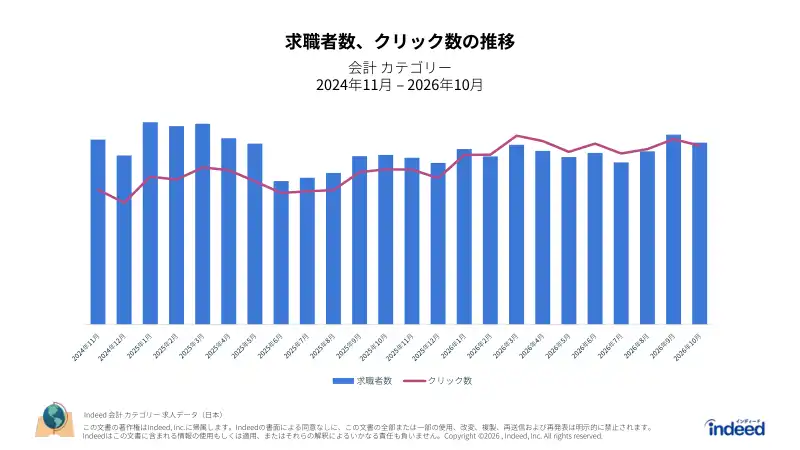 求職者数、クリック数の推移
会計 カテゴリー
2024年11月 – 2026年10月
2024年11月
2024年12月
2025年1月
2025年2月
2025年3月
2025年4月
2025年5月
2025年6月
2025年7月
2025年8月
2025年9月
2025年10月
2025年11月
2025年12月
2026年1月
2026年2月
2026年3月
2026年4月
2026年5月
2026年6月
2026年7月
2026年8月
2026年9月
2026年10月
求職者数 クリック数
Indeed 会計 カテゴリー 求人データ（日本）
この文書の著作権はIndeed, Inc.に帰属します。Indeedの書面による同意なしに、この文書の全部または一部の使用、改変、複製、再送信および再発表は明示的に禁止されます。
Indeedはこの文書に含まれる情報の使用もしくは適用、またはそれらの解釈によるいかなる責任も負いません。Copyright ©2026 , Indeed, Inc. All rights reserved.
インディード
indeed